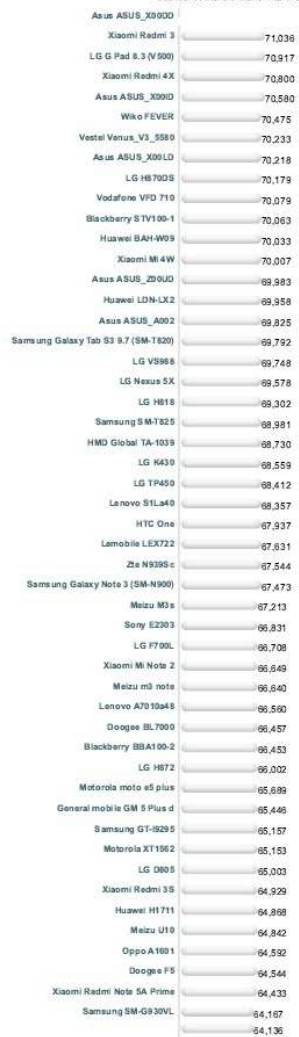 Asus ASUS_X00DD
Xiaomi Redmi 3 71,036
LG G Pad 8.3 (V500) 70,917
Xiaomi Redmi 4X 70,800
Asus ASUS_X00ID 70,580
Wiko FEVER 70,475
Vestel Venus_V3_5580 70,233
Asus ASUS_X00LD 70,218
LG H870DS 70,179
Vodafone VFD 710 70,079
Blackberry STV100-1 70,063
Huawei BAH-W09 70,033
Xiaomi MI 4W 70,007
Asus ASUS_Z00UD 69,983
Huawei LDN-LX2 69,958
Asus ASUS_A002 69,825
Samsung Galaxy Tab S3 9.7 (SM-T820) 69,792
LG VS988 69,748
LG Nexus 5X 69,578
LG H818 69,302
Samsung SM-T825 68,981
HMD Global TA-1039 68,730
LG K430 68,559
LG TP450 68,412
Lenovo S1La40 68,357
HTC One 67,937
Lemobile LEX722 67,631
Zte N939Sc 67,544
Samsung Galaxy Note 3 (SM-N900) 67,473
Meizu M3s 67,213
Sony E2303 66,831
LG F700L 66,708
Xiaomi Mi Note 2 66,649
Meizu m3 note 66,640
Lenovo A7010a48 66,560
Doogee BL7000 66,457
Blackberry BBA100-2 66,453
LG H872 66,002
Motorola moto e5 plus 65,689
General mobile GM 5 Plus d 65,446
Samsung GT-I9295 65,157
Motorola XT1562 65,153
LG D805 65,003
Xiaomi Redmi 3S 64,929
Huawei H1711 64,868
Meizu U10 64,842
Oppo A1601 64,592
Doogee F5 64,544
Xiaomi Redmi Note 5A Prime 64,433
Samsung SM-G930VL 64,167
64,136